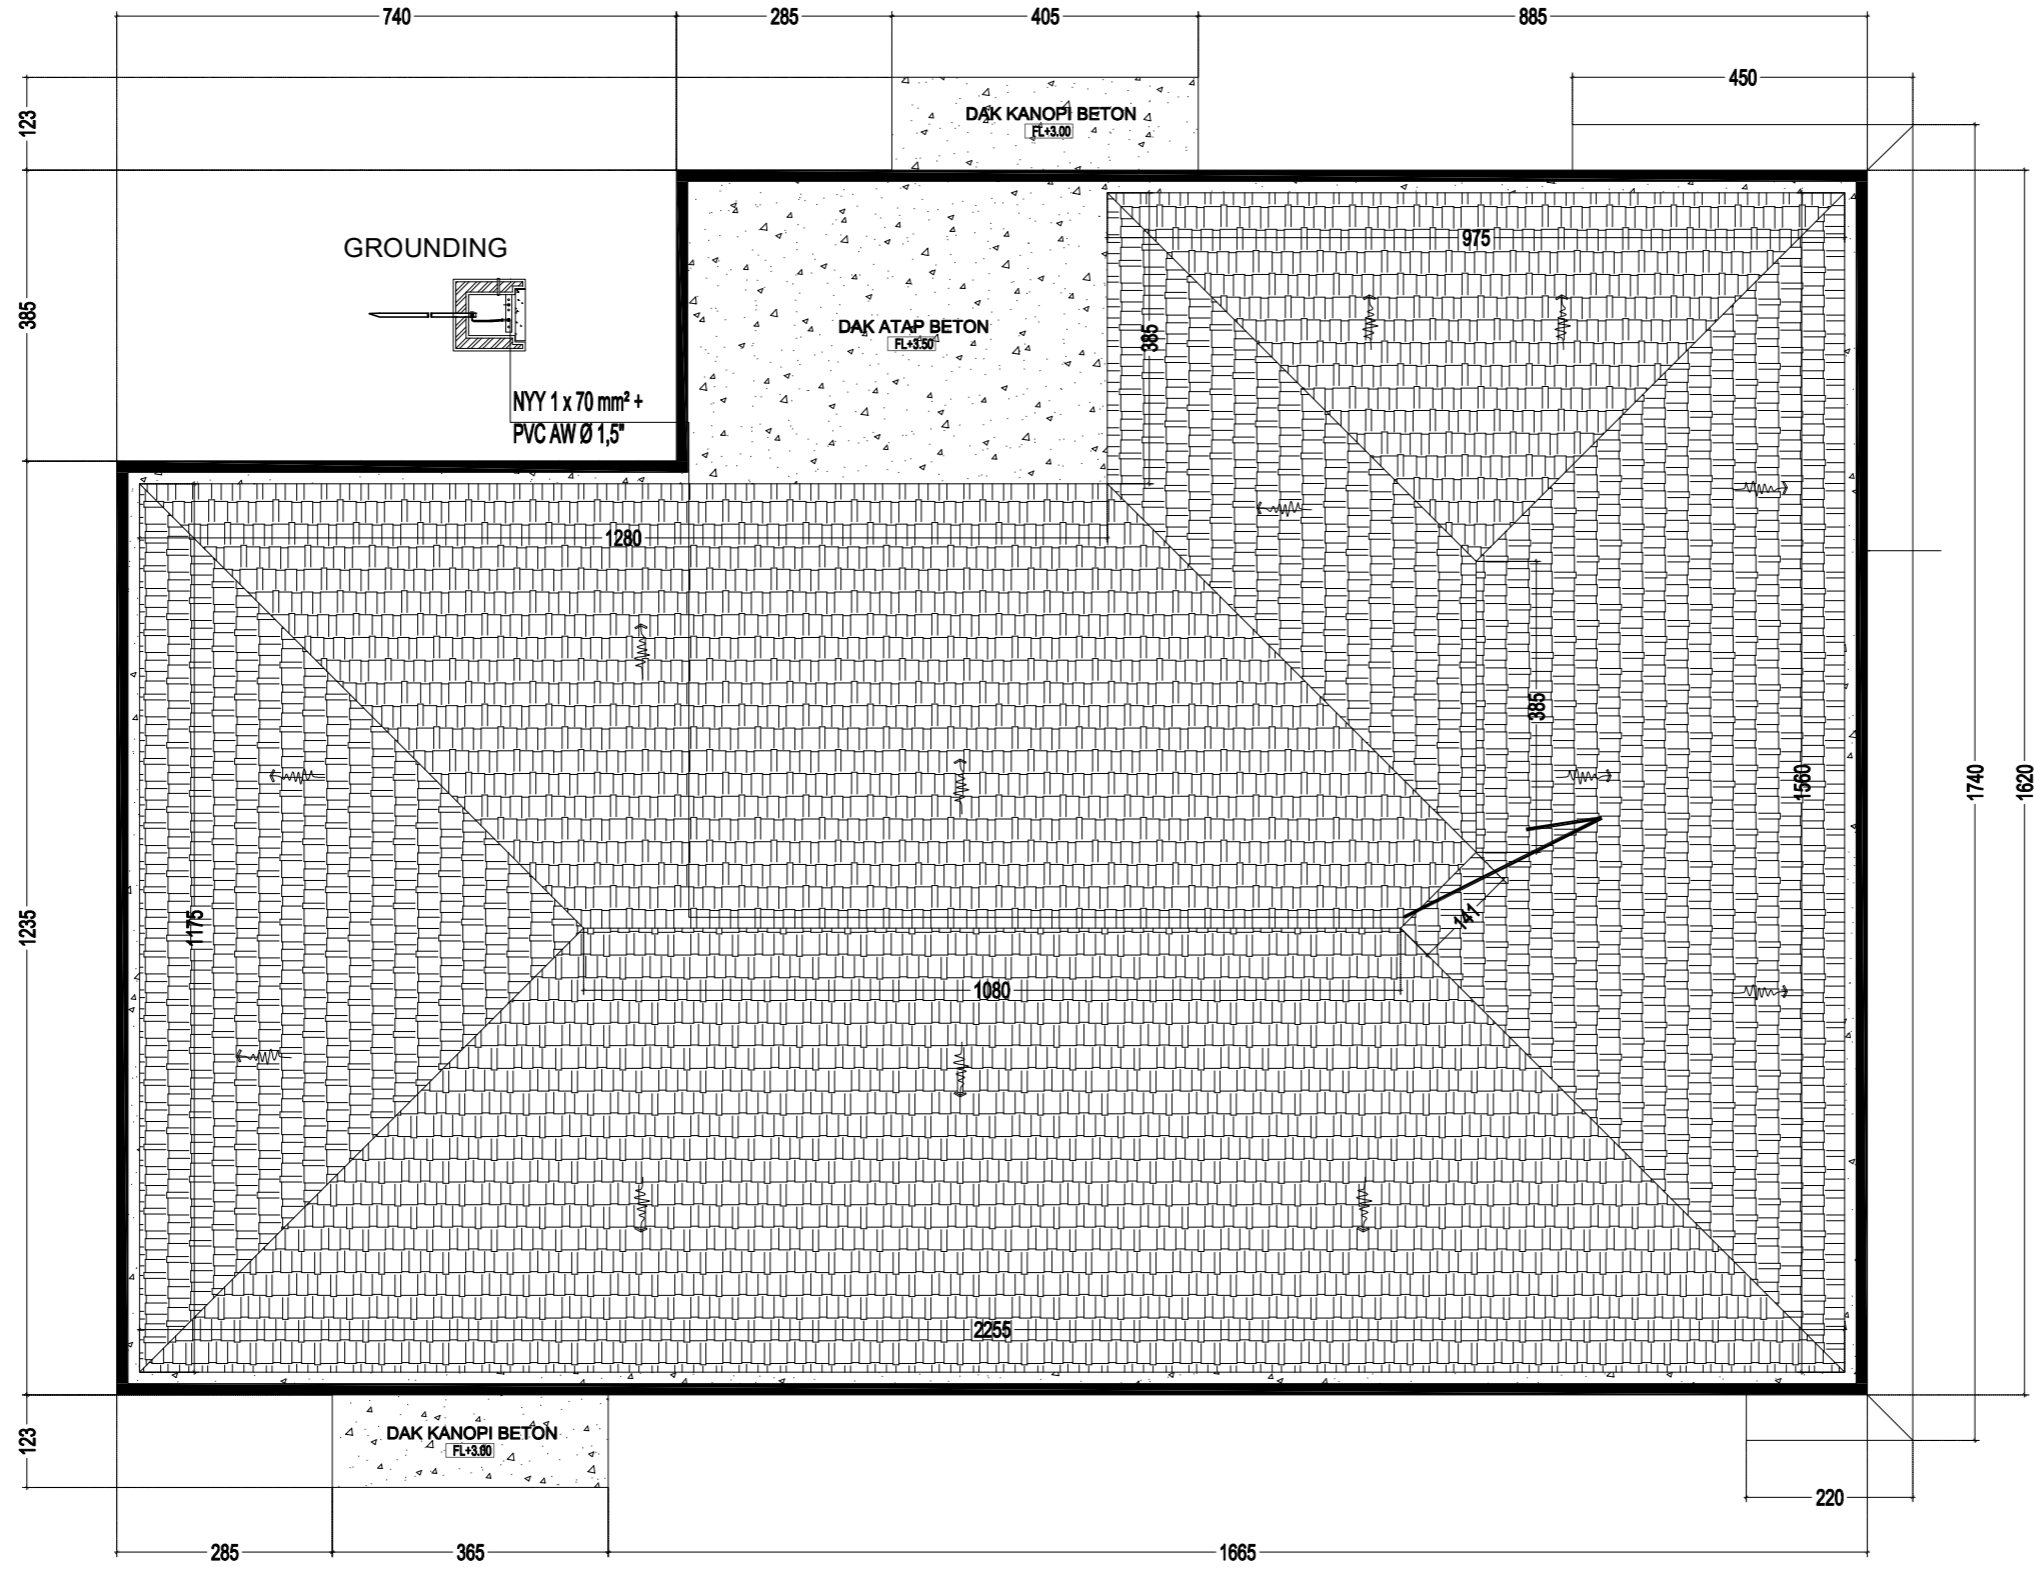 740
285
405
885
450
123
DAK KANOPI BETON
FL+3.00
GROUNDING
975
385
DAK ATAP BETON
FL+3.50
385
NYY 1 x 70 mm² +
PVC AW Ø 1,5"
1280
385
1560
1740
1620
1235
1175
141
1080
2255
123
DAK KANOPI BETON
FL+3.00
220
285
365
1665